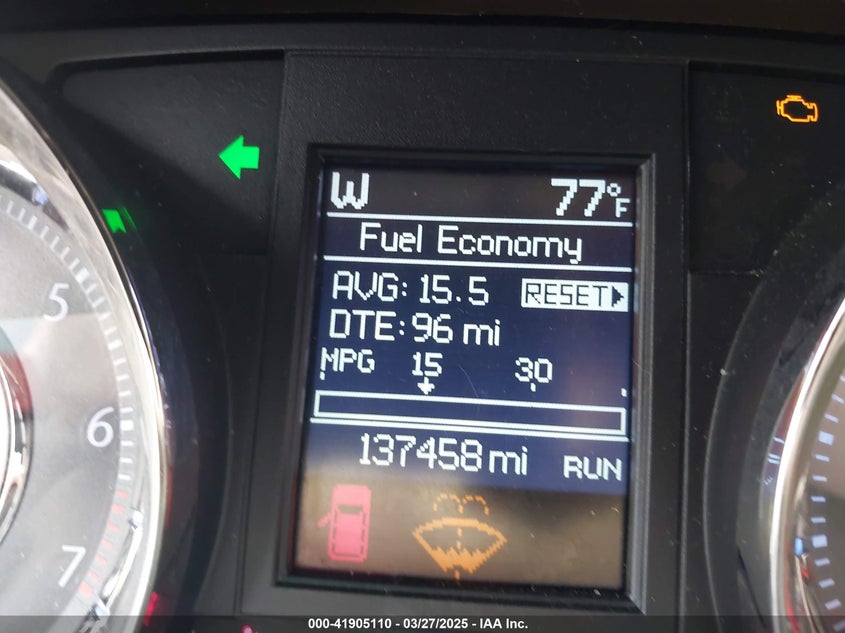 W 77°F
Fuel Economy
AVG: 15.5 RESET
DTE: 96 mi
MPG 15 30
5
137458 mi RUN
6
7
000-41905110 - 03/27/2025 - IAA Inc.